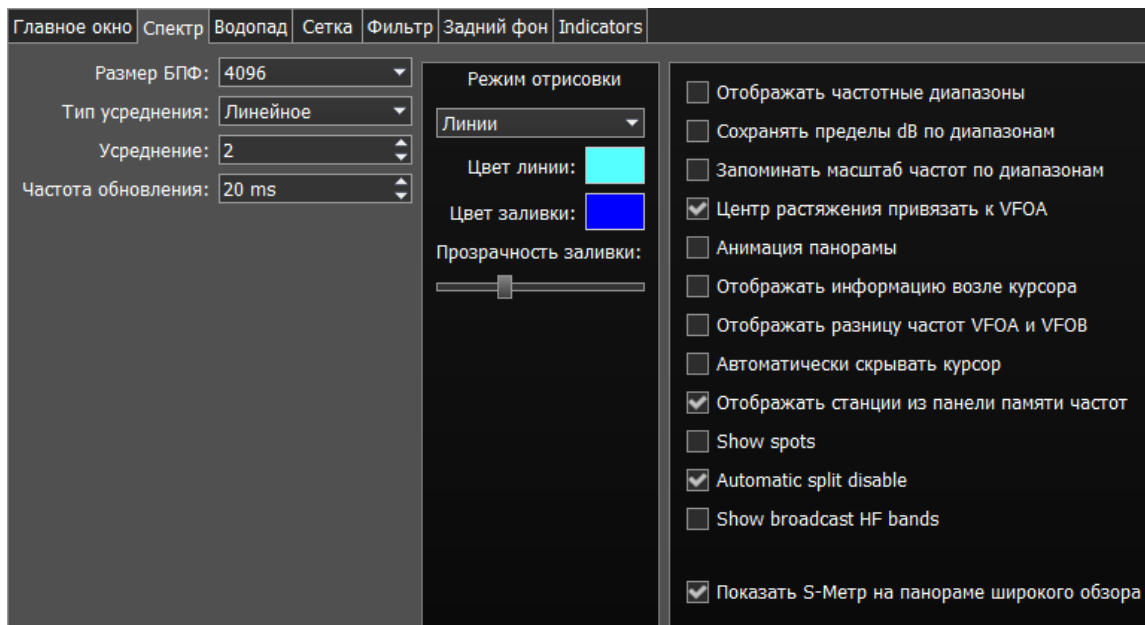 Главное окно Спектр Водопад Сетка Фильтр Задний фон Indicators
Размер БПФ: 4096
Тип усреднения: Линейное
Усреднение: 2
Частота обновления: 20 ms
Режим отрисовки
Линии
Цвет линии:
Цвет заливки:
Прозрачность заливки:
Отображать частотные диапазоны
Сохранять пределы dB по диапазонам
Запоминать масштаб частот по диапазонам
Центр растяжения привязать к VFOA
Анимация панорамы
Отображать информацию возле курсора
Отображать разницу частот VFOA и VFOB
Автоматически скрывать курсор
Отображать станции из панели памяти частот
Show spots
Automatic split disable
Show broadcast HF bands
Показать S-Метр на панораме широкого обзора